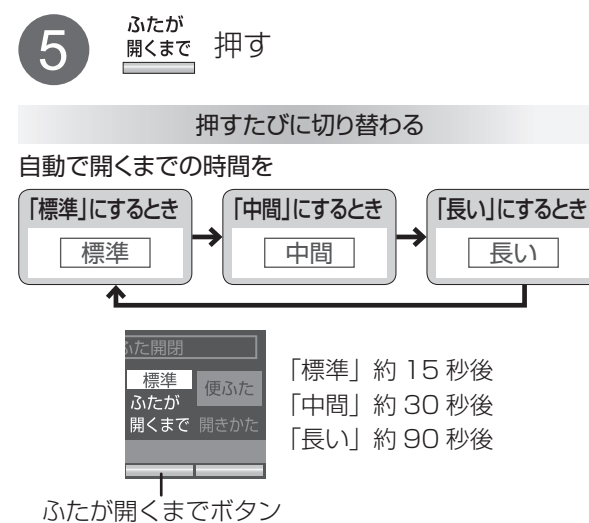 5
ふたが
開くまで 押す
押すたびに切り替わる
自動で開くまでの時間を
「標準」にするとき
標準
「中間」にするとき
中間
「長い」にするとき
長い
ふた開閉
標準
ふたが
開くまで
便ふた
開きかた
「標準」約 15 秒後
「中間」約 30 秒後
「長い」約 90 秒後
ふたが開くまでボタン